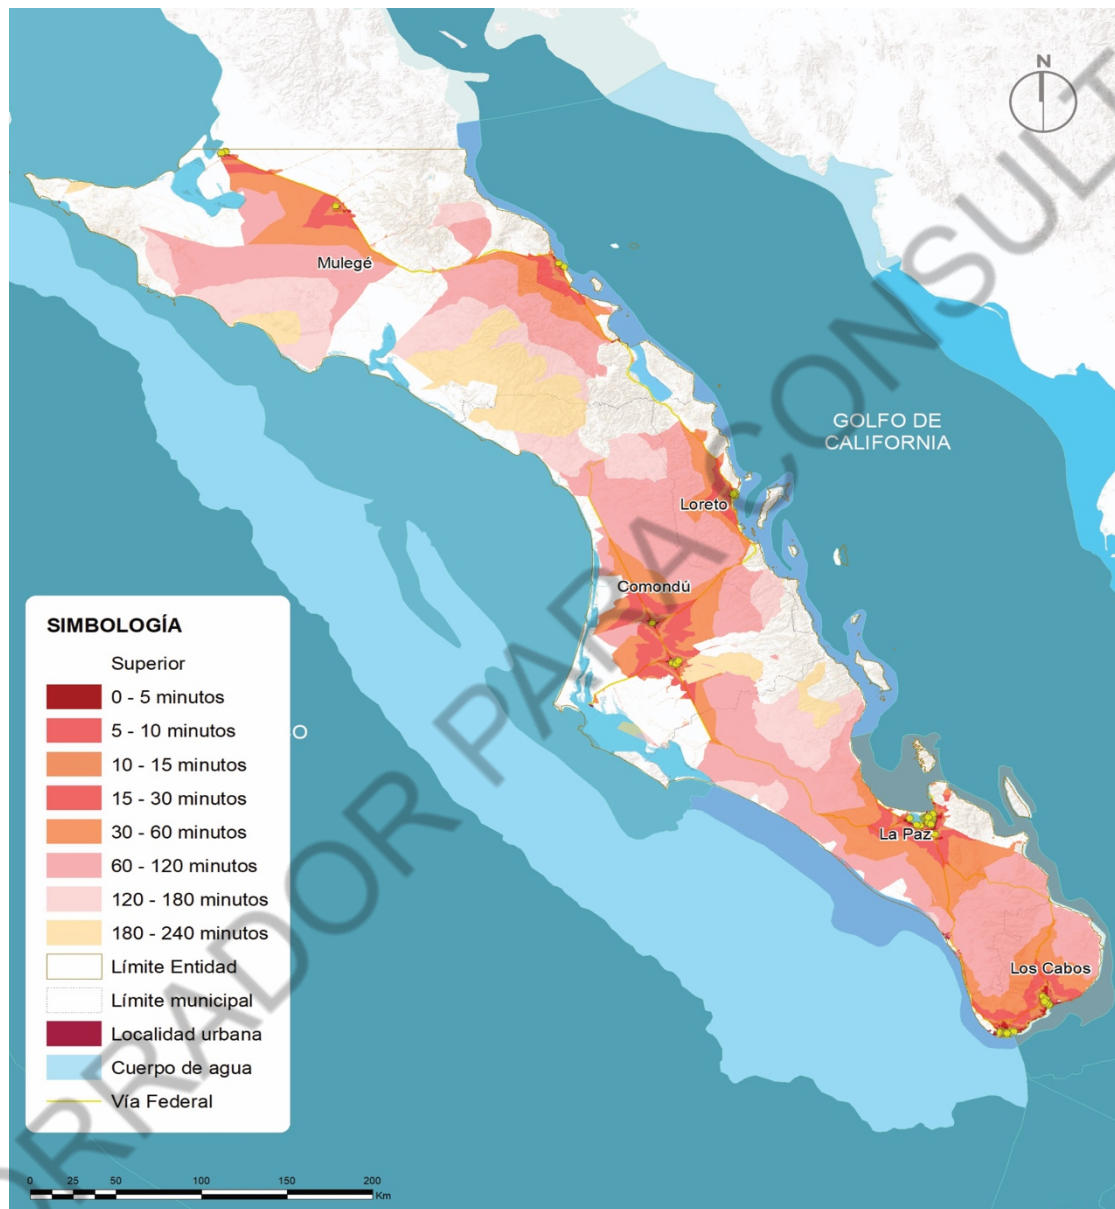 N
Mulegé
GOLFO DE
CALIFORNIA
Loreto
Comondú
La Paz
Los Cabos
SIMBOLOGÍA
Superior
0 - 5 minutos
5 - 10 minutos
10 - 15 minutos
15 - 30 minutos
30 - 60 minutos
60 - 120 minutos
120 - 180 minutos
180 - 240 minutos
Límite Entidad
Límite municipal
Localidad urbana
Cuerpo de agua
Vía Federal
O
0 25 50 100 150 200
Km
ORRADOR PARA CONSULT